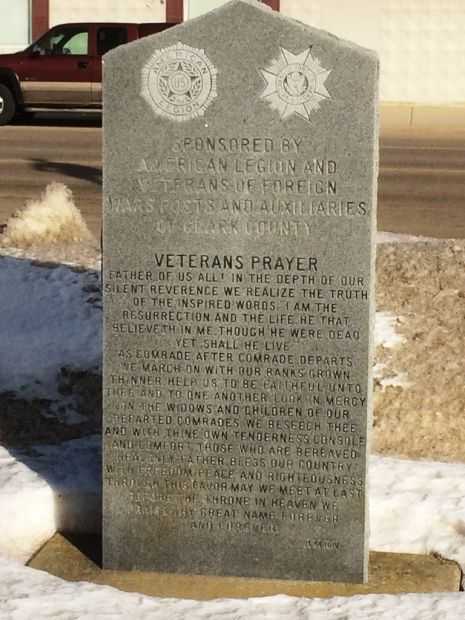 AMERICAN
LEGION
SPONSORED BY
AMERICAN LEGION AND
VETERANS OF FOREIGN
WARS POSTS AND AUXILIARIES
OF CLARK COUNTY
VETERANS PRAYER
FATHER OF US ALL! IN THE DEPTH OF OUR
SILENT REVERENCE WE REALIZE THE TRUTH
OF THE INSPIRED WORDS. I AM THE
RESURRECTION AND THE LIFE HE THAT
BELIEVETH IN ME THOUGH HE WERE DEAD
YET SHALL HE LIVE
AS COMRADE AFTER COMRADE DEPARTS
WE MARCH ON WITH OUR RANKS GROWN
THINNER HELP US TO BE FAITHFUL UNTO
THEE AND TO ONE ANOTHER LOOK IN MERCY
ON THE WIDOWS AND CHILDREN OF OUR
DEPARTED COMRADES WE BESEECH THEE
AND WITH THINE OWN TENDERNESS CONSOLE
AND COMFORT THOSE WHO ARE BEREAVED
HEAVENLY FATHER BLESS OUR COUNTRY
WITH FREEDOM PEACE AND RIGHTEOUSNESS
THROUGH THIS FAVOR MAY WE MEET AT LAST
BEFORE THE THRONE IN HEAVEN WE
PRAISE THY GREAT NAME FOREVER
AND FOREVER